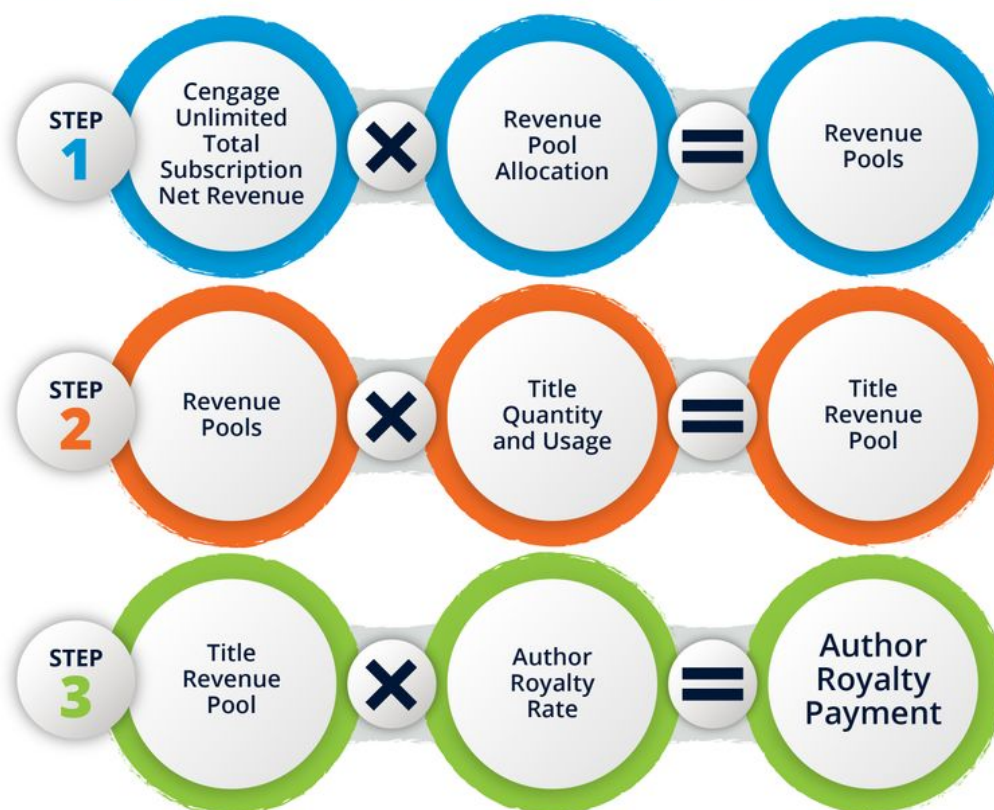 STEP
1
Cengage
Unlimited
Total
Subscription
Net Revenue
×
Revenue
Pool
Allocation
=
Revenue
Pools
STEP
2
Revenue
Pools
×
Title
Quantity
and Usage
=
Title
Revenue
Pool
STEP
3
Title
Revenue
Pool
×
Author
Royalty
Rate
=
Author
Royalty
Payment